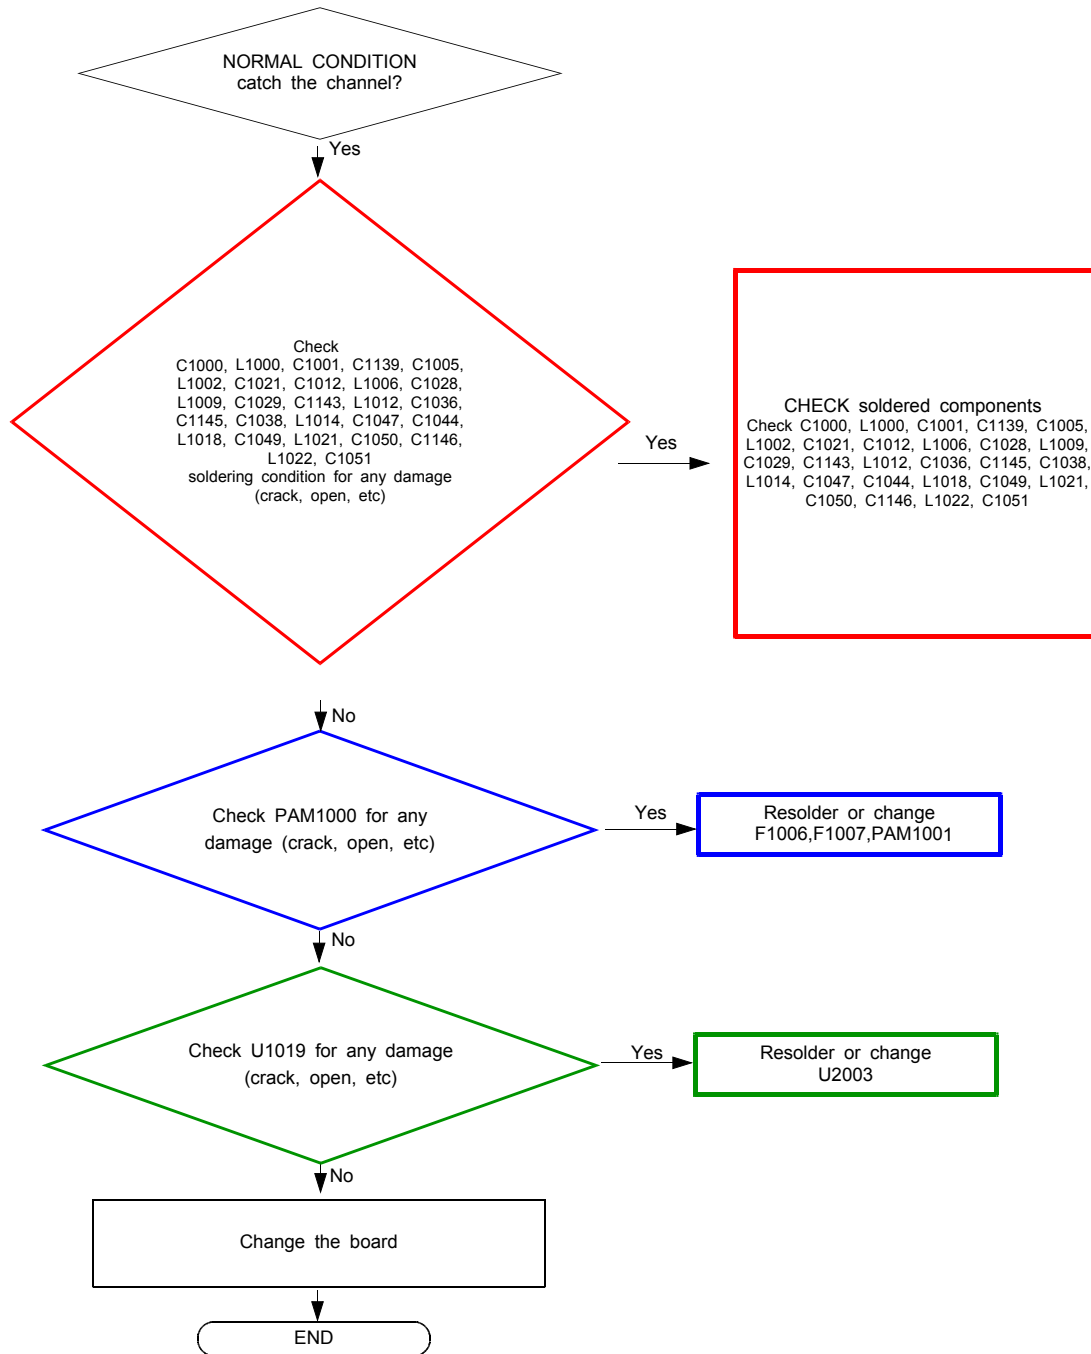 NORMAL CONDITION
catch the channel?
Yes
Check
C1000, L1000, C1001, C1139, C1005,
L1002, C1021, C1012, L1006, C1028,
L1009, C1029, C1143, L1012, C1036,
C1145, C1038, L1014, C1047, C1044,
L1018, C1049, L1021, C1050, C1146,
L1022, C1051
soldering condition for any damage
(crack, open, etc)
Yes
CHECK soldered components
Check C1000, L1000, C1001, C1139, C1005,
L1002, C1021, C1012, L1006, C1028, L1009,
C1029, C1143, L1012, C1036, C1145, C1038,
L1014, C1047, C1044, L1018, C1049, L1021,
C1050, C1146, L1022, C1051
No
Check PAM1000 for any
damage (crack, open, etc)
Yes
Resolder or change
F1006,F1007,PAM1001
No
Check U1019 for any damage
(crack, open, etc)
Yes
Resolder or change
U2003
No
Change the board
END